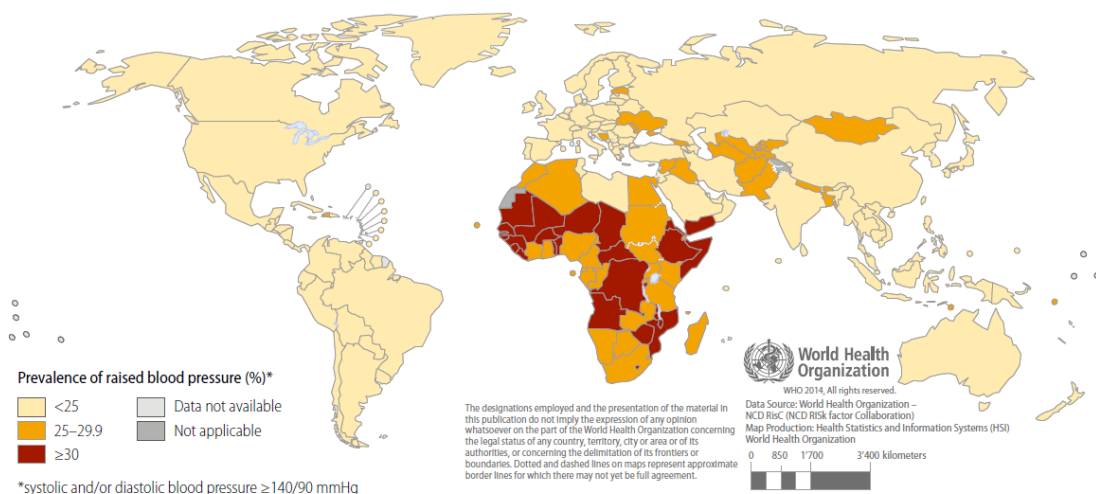 Prevalence of raised blood pressure (%)*
<25
25–29.9
≥30
Data not available
Not applicable
*systolic and/or diastolic blood pressure ≥140/90 mmHg
The designations employed and the presentation of the material in
this publication do not imply the expression of any opinion
whatsoever on the part of the World Health Organization concerning
the legal status of any country, territory, city or area or of its
authorities, or concerning the delimitation of its frontiers or
boundaries. Dotted and dashed lines on maps represent approximate
border lines for which there may not yet be full agreement.
World Health
Organization
WHO 2014, All rights reserved.
Data Source: World Health Organization –
NCD RisC (NCD RISk factor Collaboration)
Map Production: Health Statistics and Information Systems (HSI)
World Health Organization
0 850 1'700 3'400 kilometers